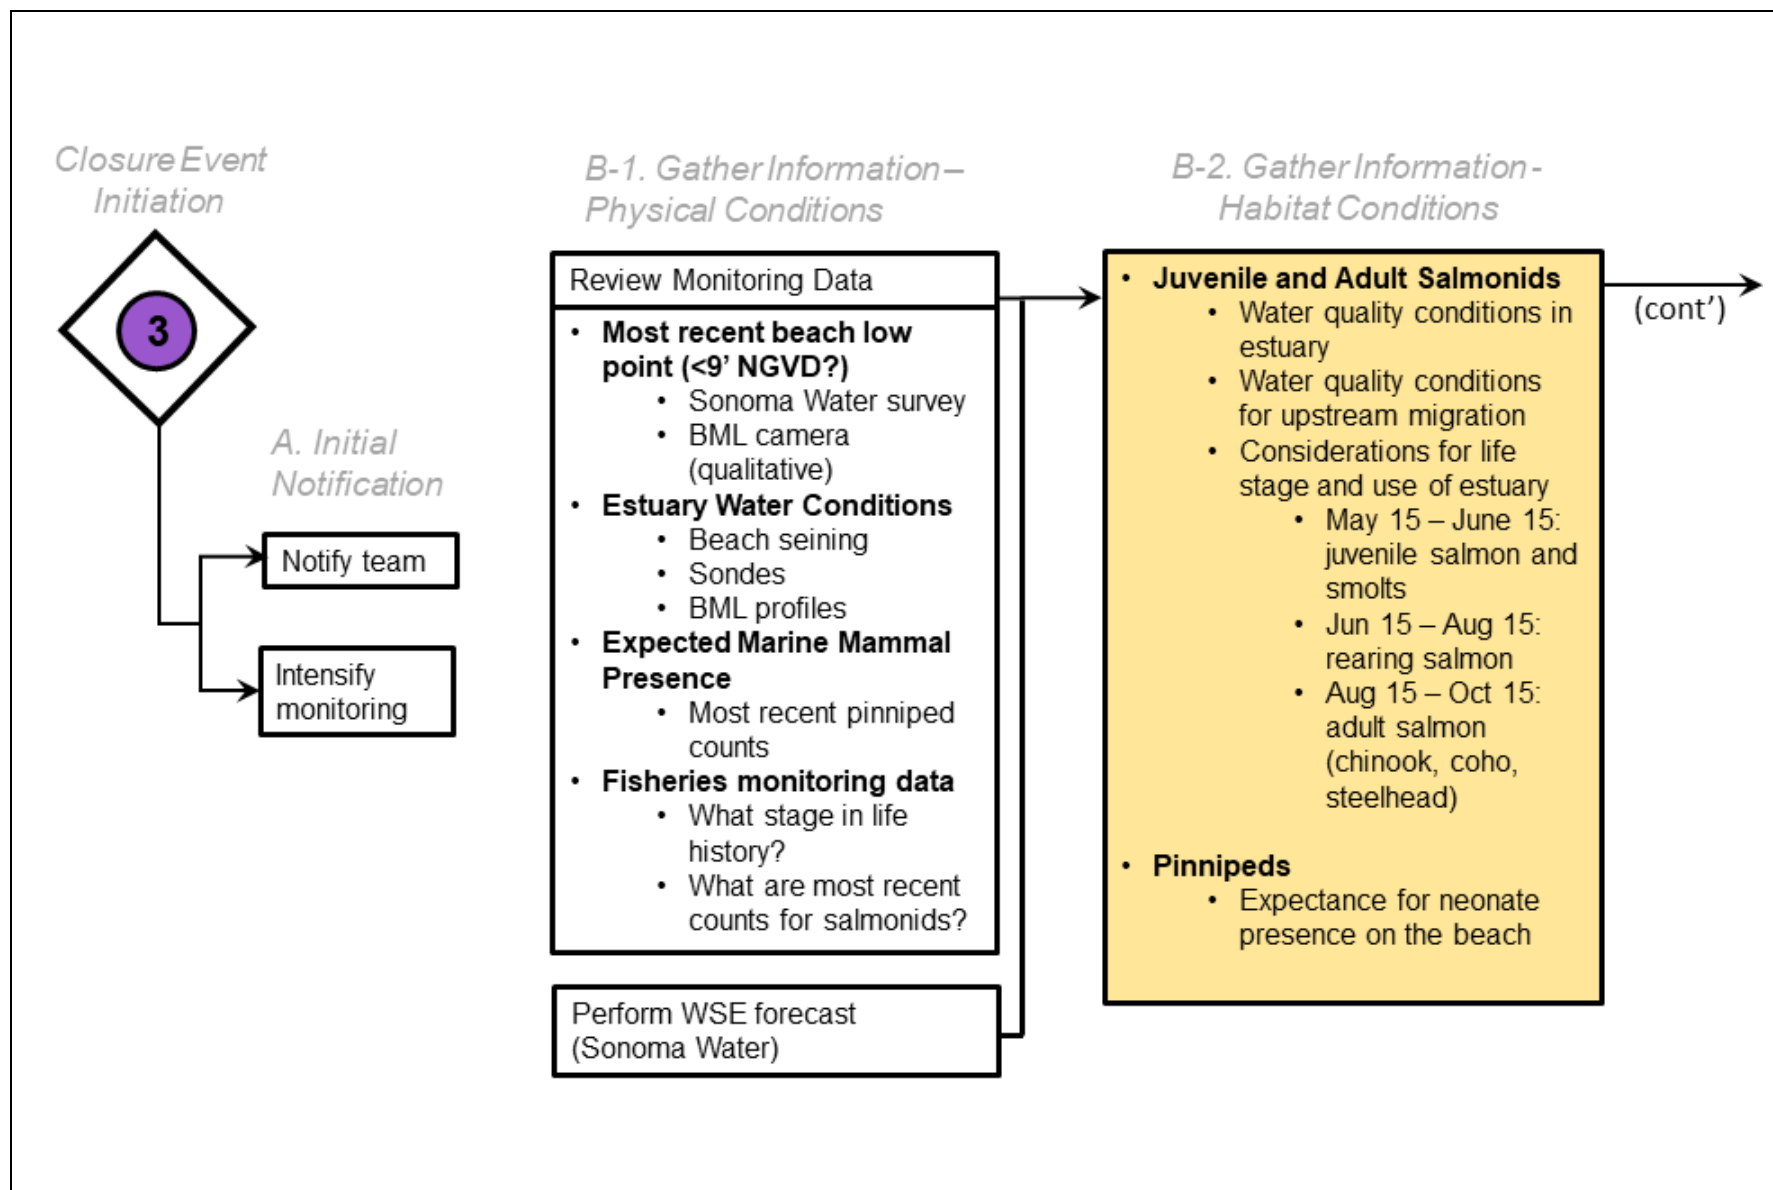 Closure Event
Initiation
3
A. Initial
Notification
Notify team
Intensify
monitoring
B-1. Gather Information –
Physical Conditions
Review Monitoring Data
• Most recent beach low
point (<9’ NGVD?)
• Sonoma Water survey
• BML camera
(qualitative)
• Estuary Water Conditions
• Beach seining
• Sondes
• BML profiles
• Expected Marine Mammal
Presence
• Most recent pinniped
counts
• Fisheries monitoring data
• What stage in life
history?
• What are most recent
counts for salmonids?
Perform WSE forecast
(Sonoma Water)
B-2. Gather Information -
Habitat Conditions
• Juvenile and Adult Salmonids
• Water quality conditions in
estuary
• Water quality conditions
for upstream migration
• Considerations for life
stage and use of estuary
• May 15 – June 15:
juvenile salmon and
smolts
• Jun 15 – Aug 15:
rearing salmon
• Aug 15 – Oct 15:
adult salmon
(chinook, coho,
steelhead)
• Pinnipeds
• Expectance for neonate
presence on the beach
(cont’)